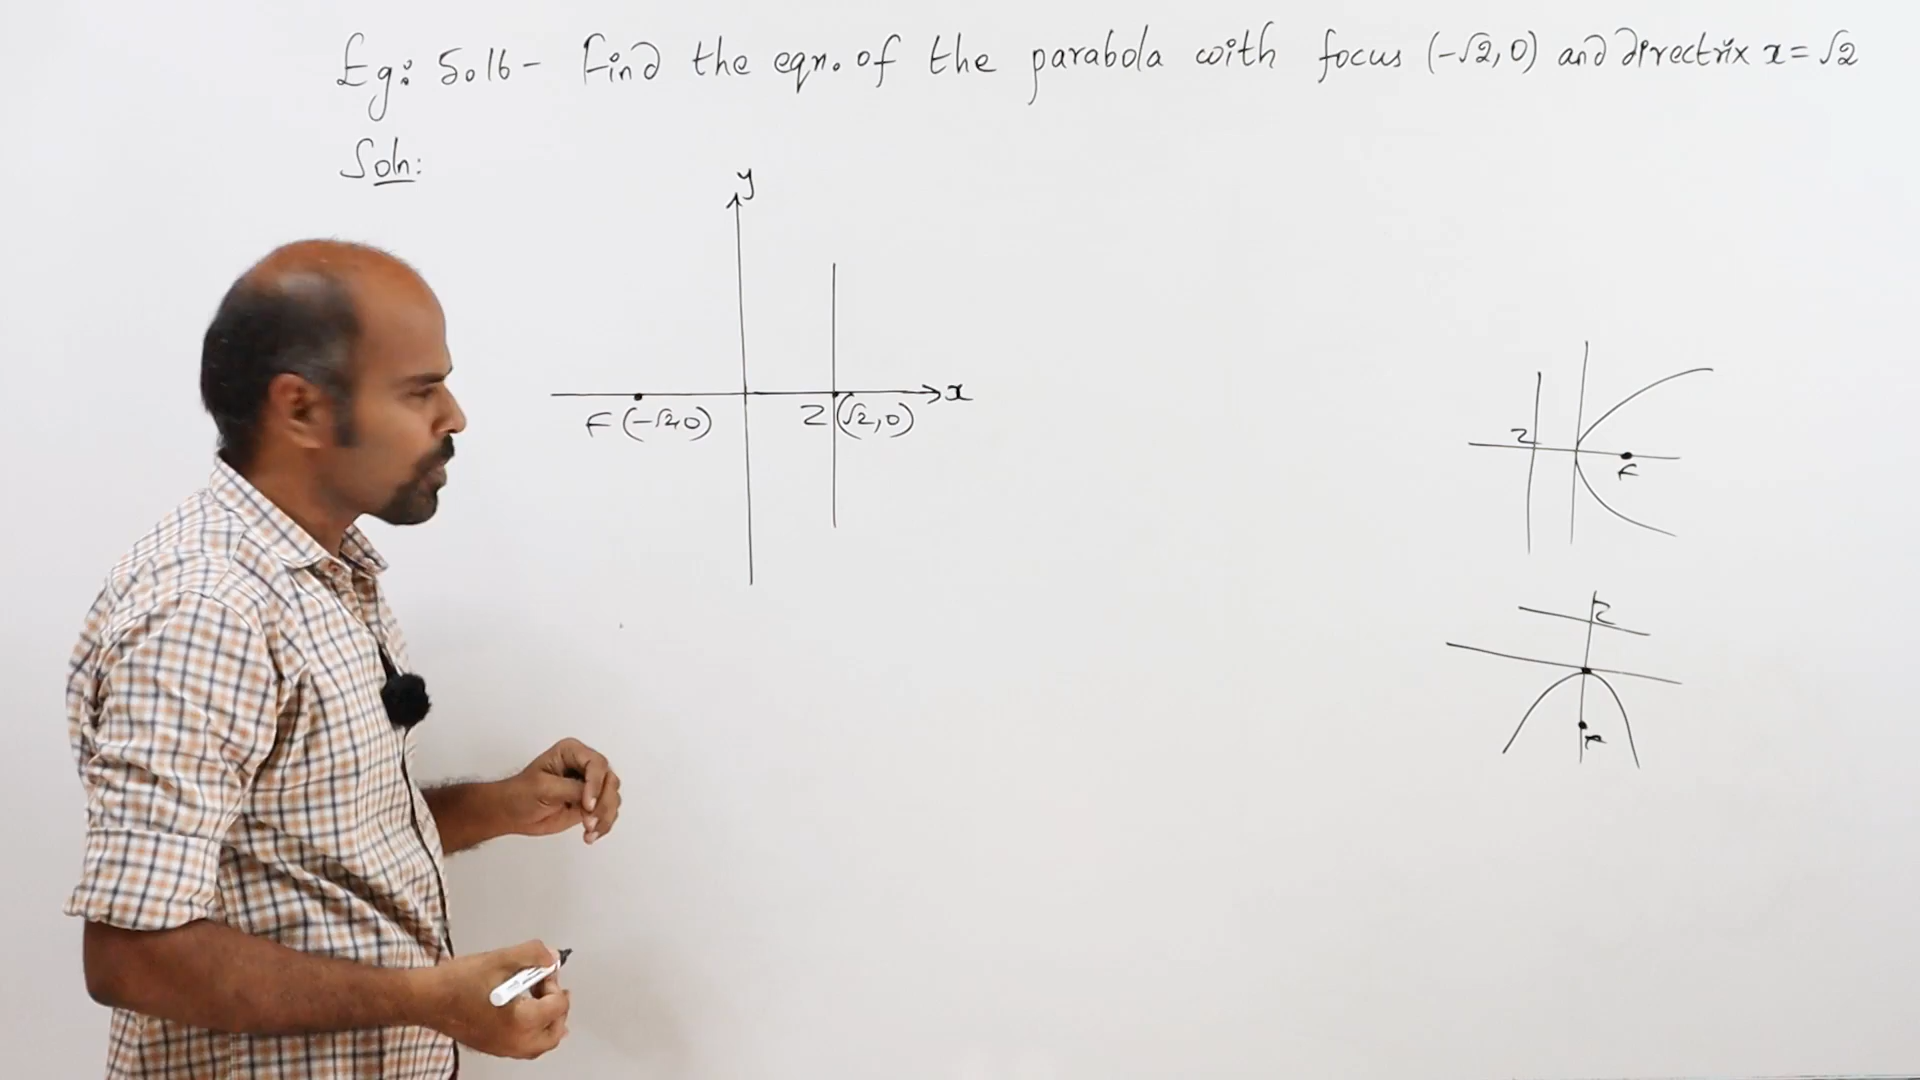 Eg: 5.16 - Find the eqn. of the parabola with focus (-√2, 0) and directrix x = √2
Soln:
y
x
F (-√2, 0)
Z (√2, 0)
Z
F
Z
F